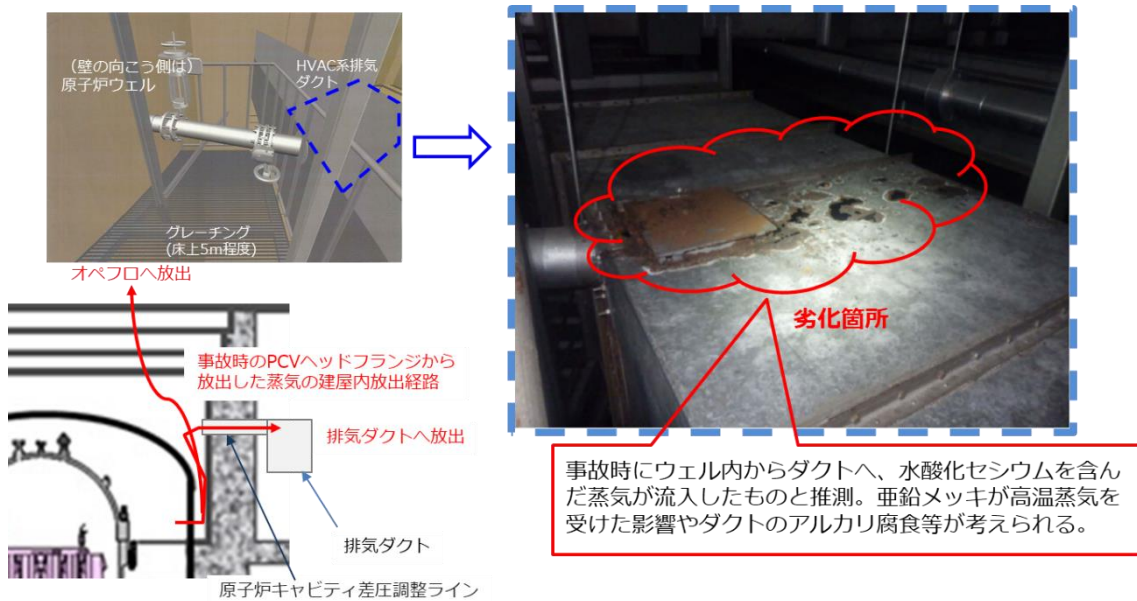 （壁の向こう側は）
原子炉ウェル
HVAC系排気
ダクト
グレーチング
(床上5m程度)
オペフロへ放出
事故時のPCVヘッドフランジから
放出した蒸気の建屋内放出経路
排気ダクトへ放出
排気ダクト
原子炉キャビティ差圧調整ライン
劣化箇所
事故時にウェル内からダクトへ、水酸化セシウムを含ん
だ蒸気が流入したものと推測。亜鉛メッキが高温蒸気を
受けた影響やダクトのアルカリ腐食等が考えられる。